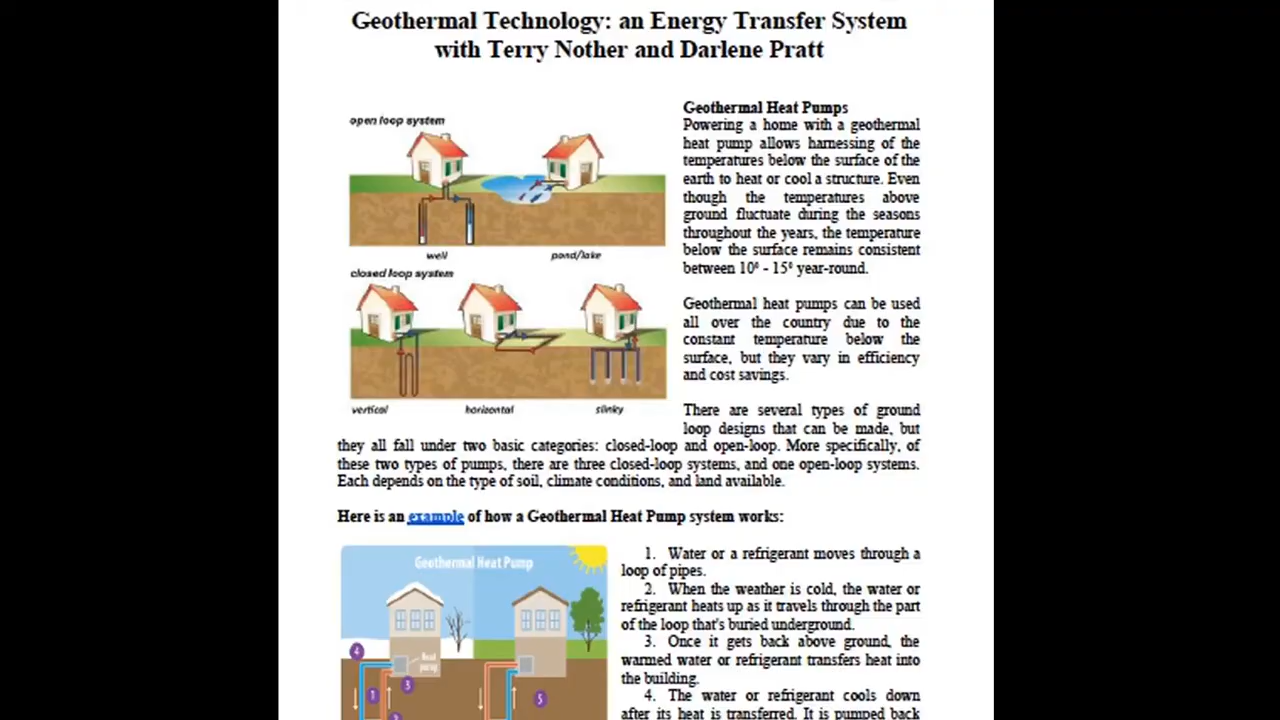 Geothermal Technology: an Energy Transfer System
with Terry Nother and Darlene Pratt
open loop system
well
pond/lake
closed loop system
vertical
horizontal
slinky
Geothermal Heat Pumps
Powering a home with a geothermal
heat pump allows harnessing of the
temperatures below the surface of the
earth to heat or cool a structure. Even
though the temperatures above
ground fluctuate during the seasons
throughout the years, the temperature
below the surface remains consistent
between 10⁰ - 15⁰ year-round.
Geothermal heat pumps can be used
all over the country due to the
constant temperature below the
surface, but they vary in efficiency
and cost savings.
There are several types of ground
loop designs that can be made, but
they all fall under two basic categories: closed-loop and open-loop. More specifically, of
these two types of pumps, there are three closed-loop systems, and one open-loop systems.
Each depends on the type of soil, climate conditions, and land available.
Here is an example of how a Geothermal Heat Pump system works:
Geothermal Heat Pump
4
Heat
pump
3
1
2
5
1. Water or a refrigerant moves through a
loop of pipes.
2. When the weather is cold, the water or
refrigerant heats up as it travels through the part
of the loop that's buried underground.
3. Once it gets back above ground, the
warmed water or refrigerant transfers heat into
the building.
4. The water or refrigerant cools down
after its heat is transferred. It is pumped back